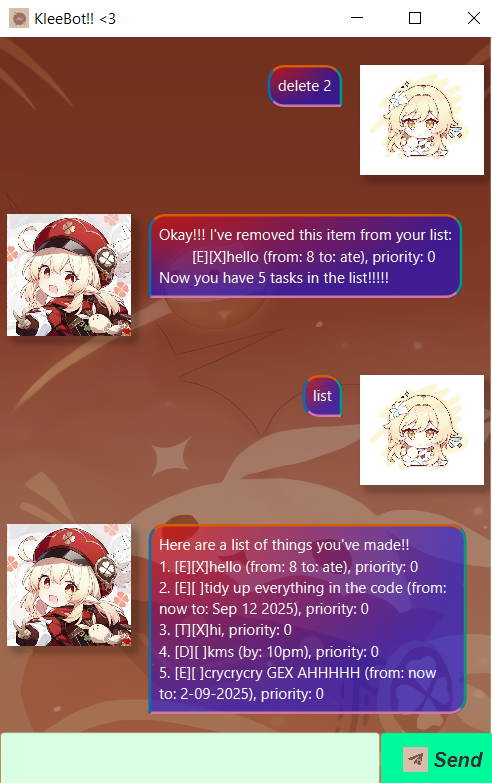 KleeBot!! <3
delete 2
Okay!!! I've removed this item from your list:
[E][X]hello (from: 8 to: ate), priority: 0
Now you have 5 tasks in the list!!!!!
list
Here are a list of things you've made!!
1. [E][X]hello (from: 8 to: ate), priority: 0
2. [E][ ]tidy up everything in the code (from:
now to: Sep 12 2025), priority: 0
3. [T][X]hi, priority: 0
4. [D][ ]kms (by: 10pm), priority: 0
5. [E][ ]crycrycry GEX AHHHHH (from: now
to: 2-09-2025), priority: 0
Send